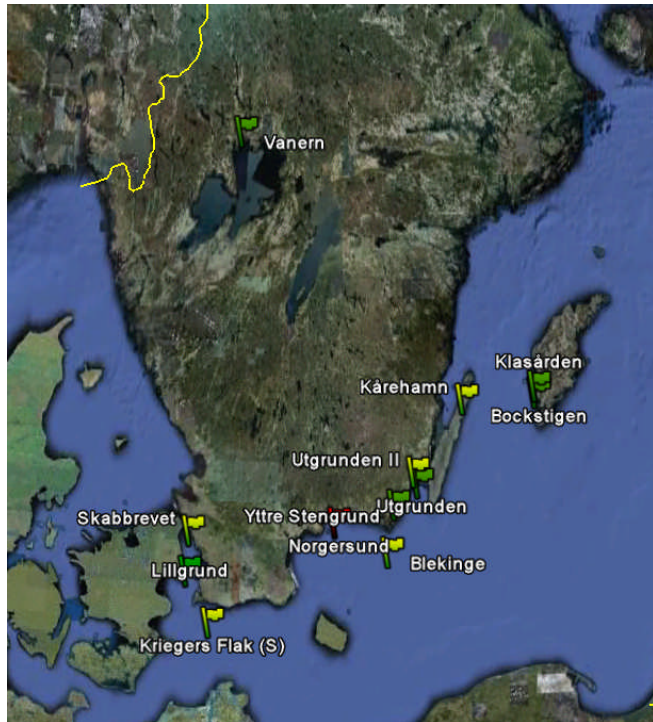 Vanern
Klasården
Kårehamn
Bockstigen
Utgrunden II
Utgrunden
Yttre Stengrund
Skabbrevet
Norgersund
Blekinge
Lillgrund
Kriegers Flak (S)